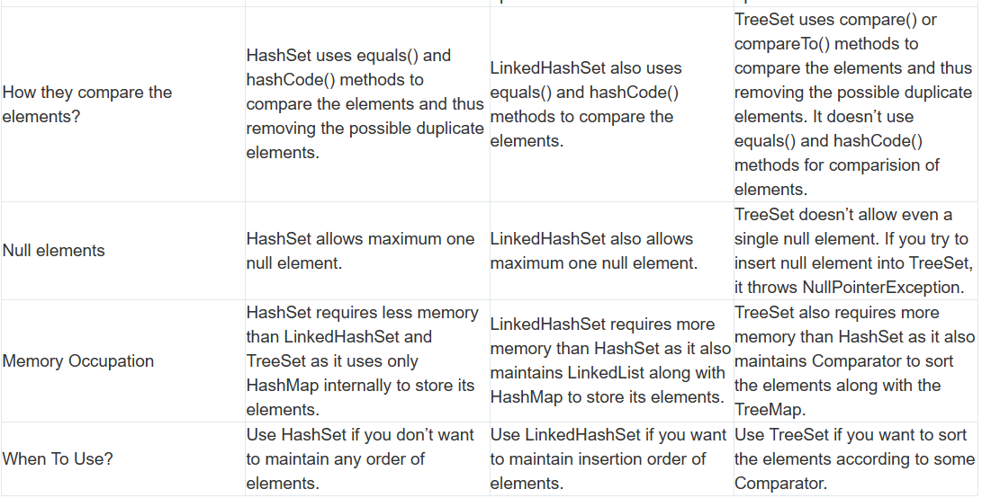 How they compare the
elements?
HashSet uses equals() and
hashCode() methods to
compare the elements and thus
removing the possible duplicate
elements.
LinkedHashSet also uses
equals() and hashCode()
methods to compare the
elements.
TreeSet uses compare() or
compareTo() methods to
compare the elements and thus
removing the possible duplicate
elements. It doesn’t use
equals() and hashCode()
methods for comparision of
elements.
Null elements
HashSet allows maximum one
null element.
LinkedHashSet also allows
maximum one null element.
TreeSet doesn’t allow even a
single null element. If you try to
insert null element into TreeSet,
it throws NullPointerException.
Memory Occupation
HashSet requires less memory
than LinkedHashSet and
TreeSet as it uses only
HashMap internally to store its
elements.
LinkedHashSet requires more
memory than HashSet as it also
maintains LinkedList along with
HashMap to store its elements.
TreeSet also requires more
memory than HashSet as it also
maintains Comparator to sort
the elements along with the
TreeMap.
When To Use?
Use HashSet if you don’t want
to maintain any order of
elements.
Use LinkedHashSet if you want
to maintain insertion order of
elements.
Use TreeSet if you want to sort
the elements according to some
Comparator.